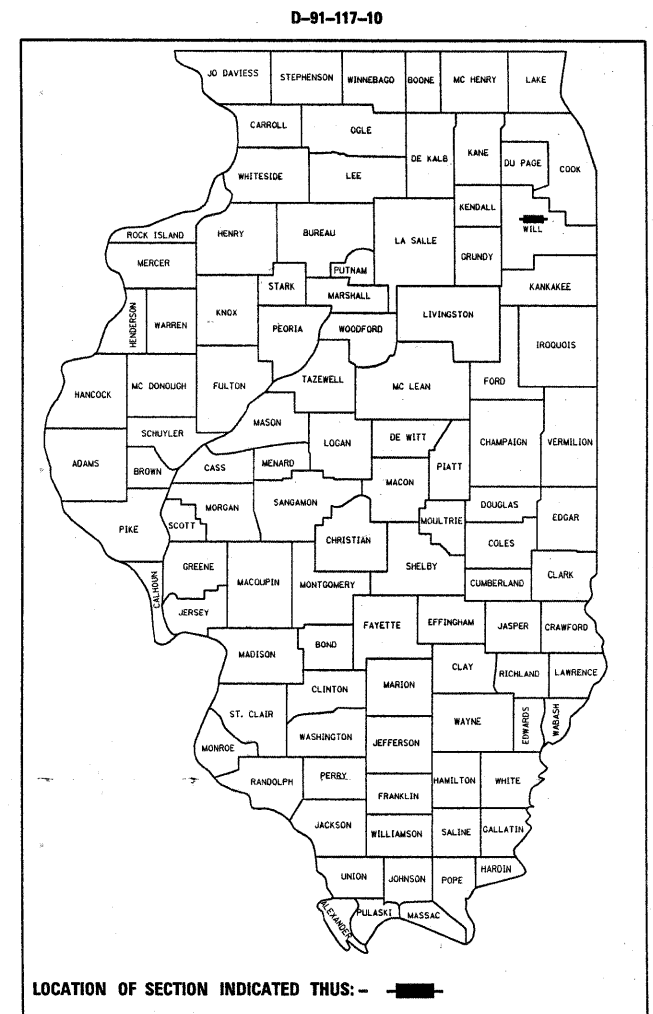 D-91-117-10
JO DAVIESS
STEPHENSON
WINNEBAGO
BOONE
MC HENRY
LAKE
CARROLL
OGLE
DE KALB
KANE
DU PAGE
COOK
WHITESIDE
LEE
KENDALL
WILL
ROCK ISLAND
HENRY
BUREAU
LA SALLE
GRUNDY
MERCER
PUTNAM
STARK
MARSHALL
KANKAKEE
HENDERSON
WARREN
KNOX
PEORIA
WOODFORD
LIVINGSTON
IROQUOIS
HANCOCK
MC DONOUGH
FULTON
TAZEWELL
MC LEAN
FORD
SCHUYLER
MASON
LOGAN
DE WITT
CHAMPAIGN
VERMILION
ADAMS
BROWN
CASS
MENARD
MACON
PIATT
PIKE
SCOTT
MORGAN
SANGAMON
CHRISTIAN
MOULTRIE
DOUGLAS
EDGAR
COLES
CALHOUN
GREENE
MACOUPIN
MONTGOMERY
SHELBY
CUMBERLAND
CLARK
JERSEY
FAYETTE
EFFINGHAM
JASPER
CRAWFORD
MADISON
BOND
CLAY
RICHLAND
LAWRENCE
CLINTON
MARION
ST. CLAIR
WAYNE
EDWARDS
WABASH
MONROE
WASHINGTON
JEFFERSON
RANDOLPH
PERRY
HAMILTON
WHITE
FRANKLIN
JACKSON
WILLIAMSON
SALINE
GALLATIN
UNION
JOHNSON
POPE
HARDIN
ALEXANDER
PULASKI
MASSAC
LOCATION OF SECTION INDICATED THUS: -